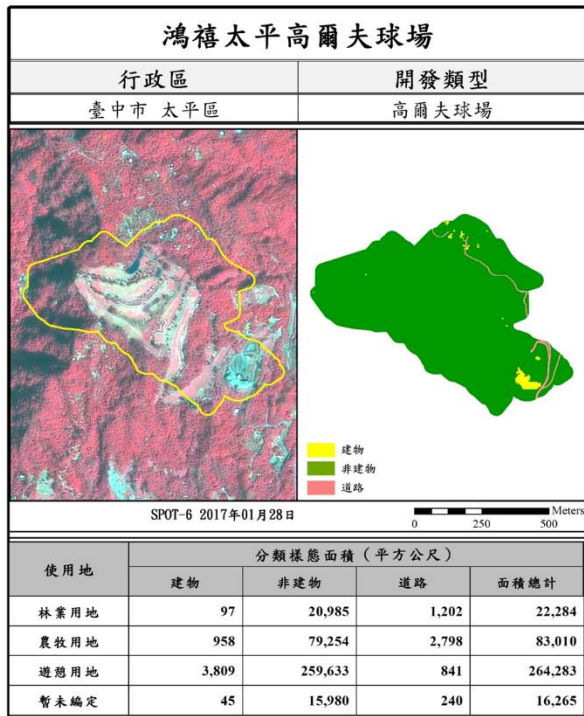 鴻禧太平高爾夫球場
行政區 開發類型
臺中市 太平區 高爾夫球場
建物
非建物
道路
SPOT-6 2017年01月28日
Meters
0 250 500
使用地 分類樣態面積（平方公尺）
建物 非建物 道路 面積總計
林業用地 97 20,985 1,202 22,284
農牧用地 958 79,254 2,798 83,010
遊憩用地 3,809 259,633 841 264,283
暫未編定 45 15,980 240 16,265